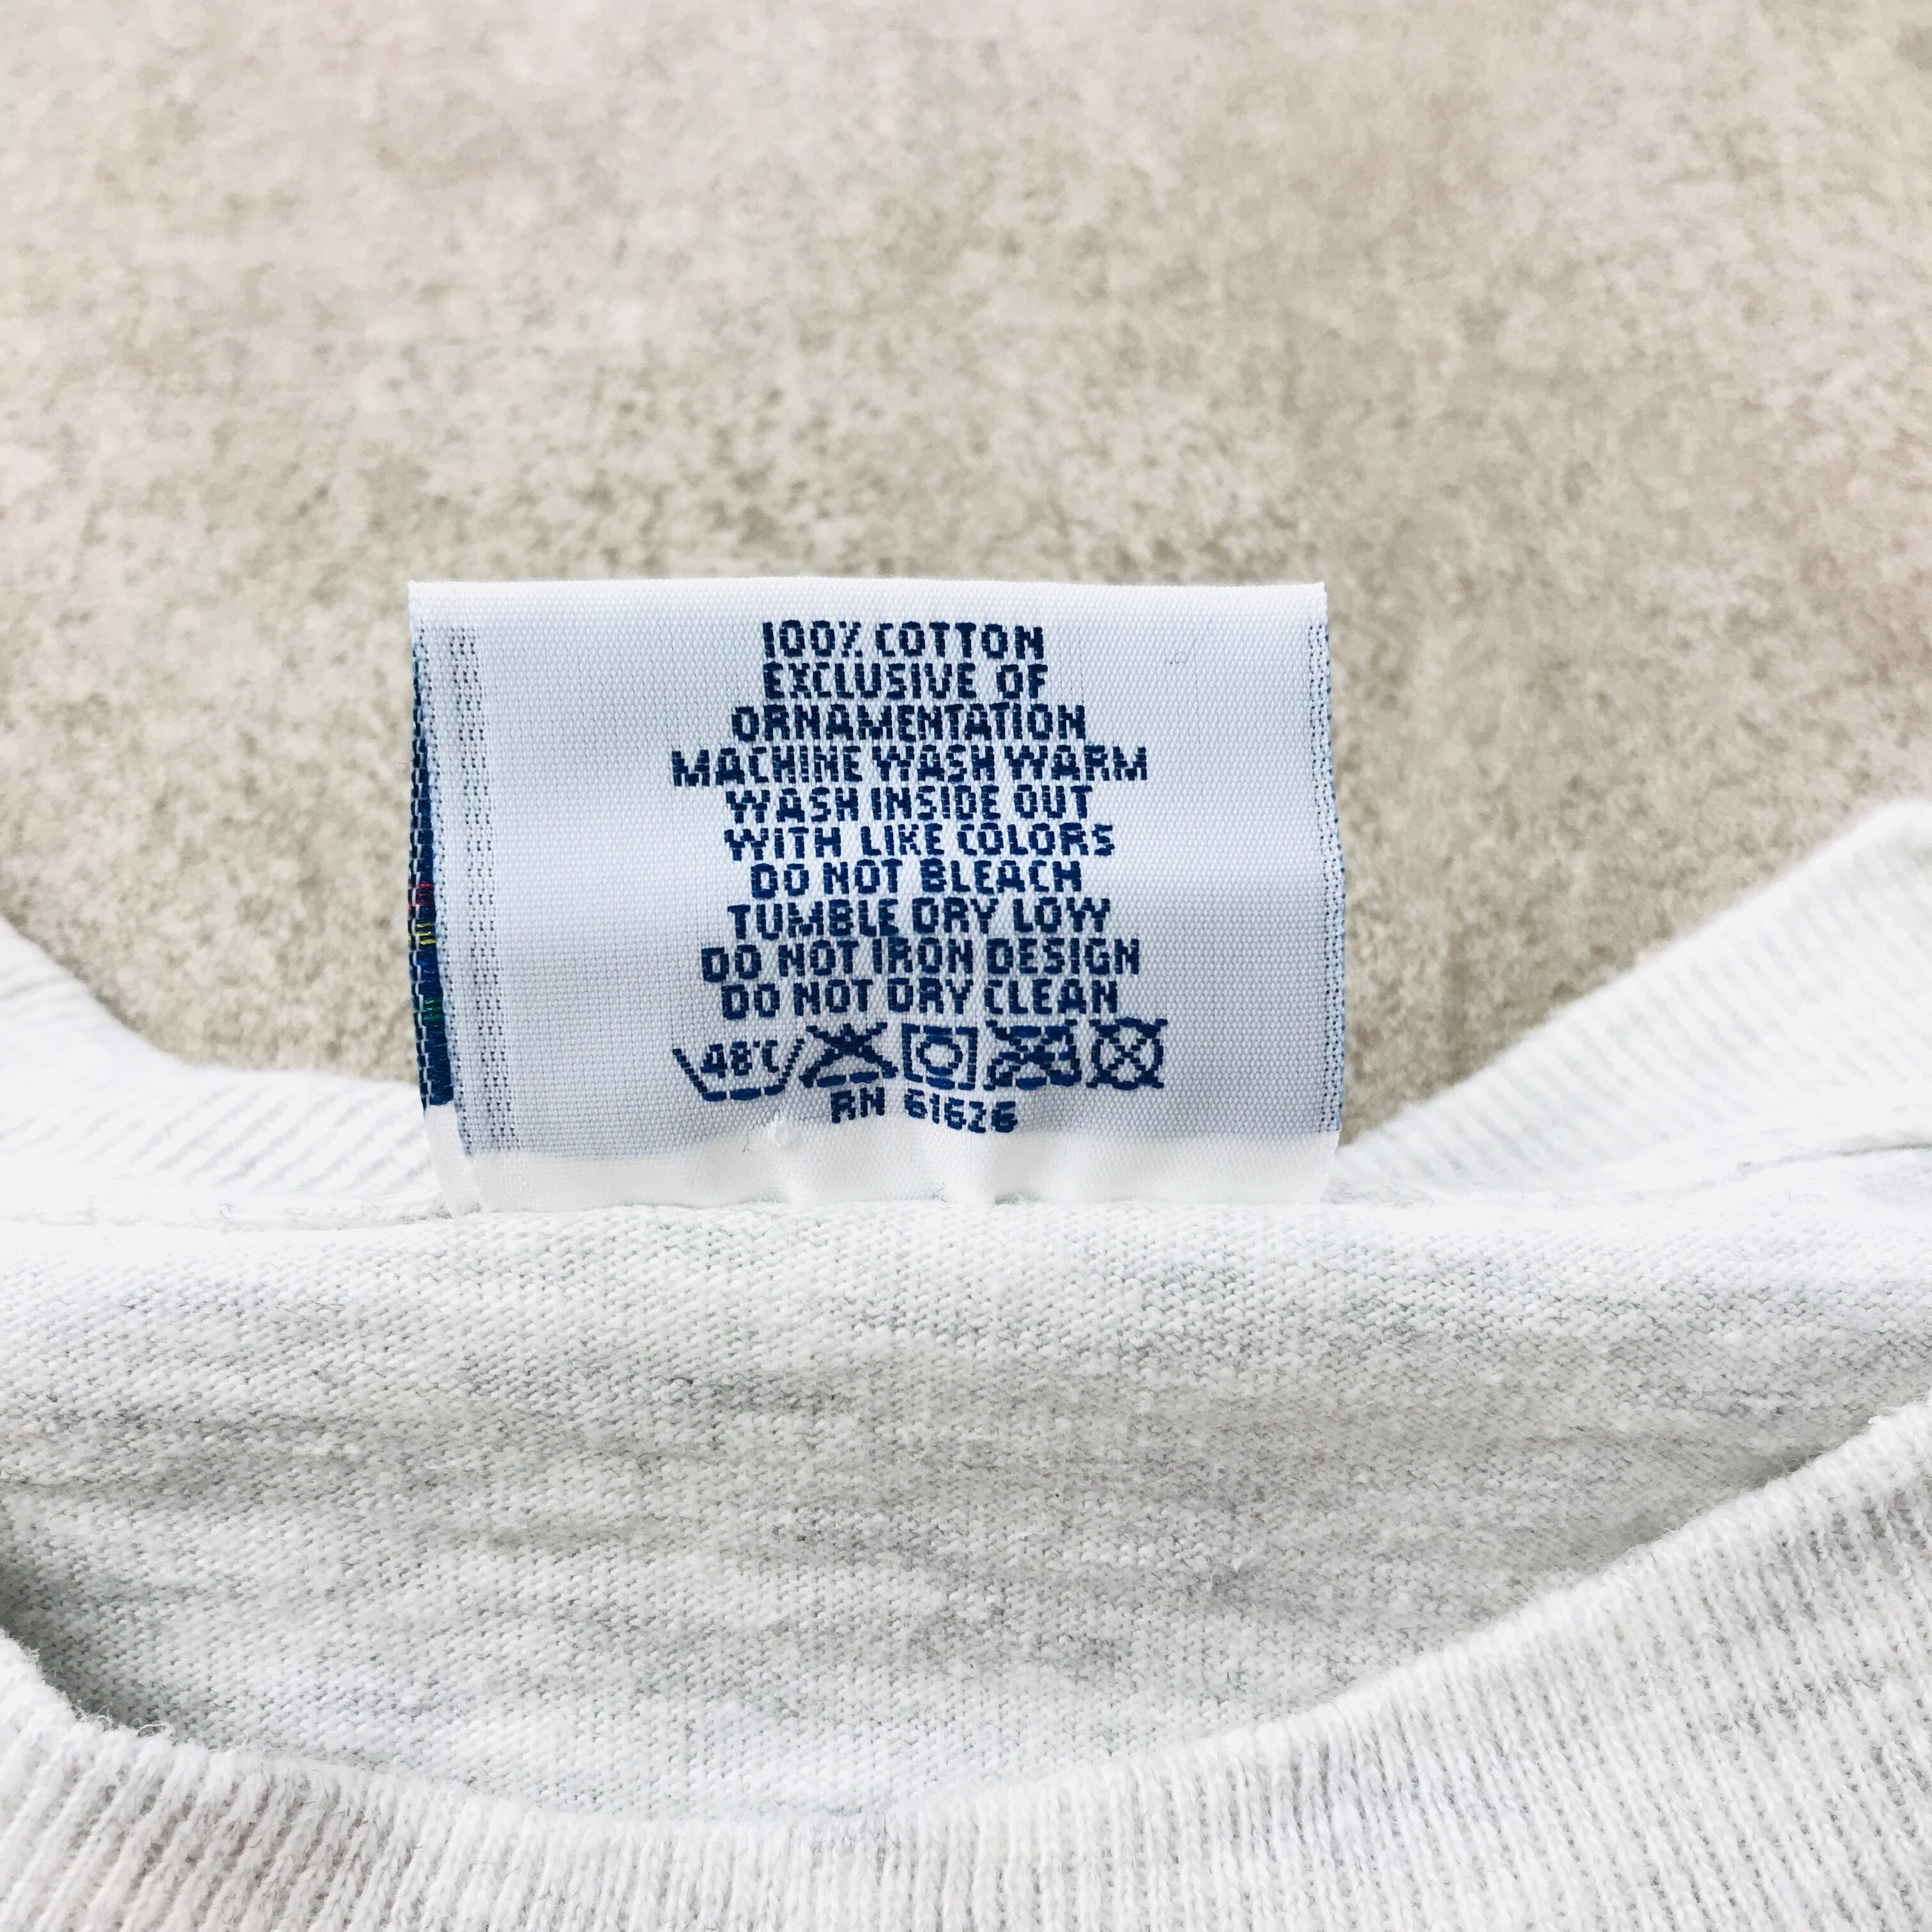 100% COTTON
EXCLUSIVE OF
ORNAMENTATION
MACHINE WASH WARM
WASH INSIDE OUT
WITH LIKE COLORS
DO NOT BLEACH
TUMBLE DRY LOW
DO NOT IRON DESIGN
DO NOT DRY CLEAN
48°C
RN 61626